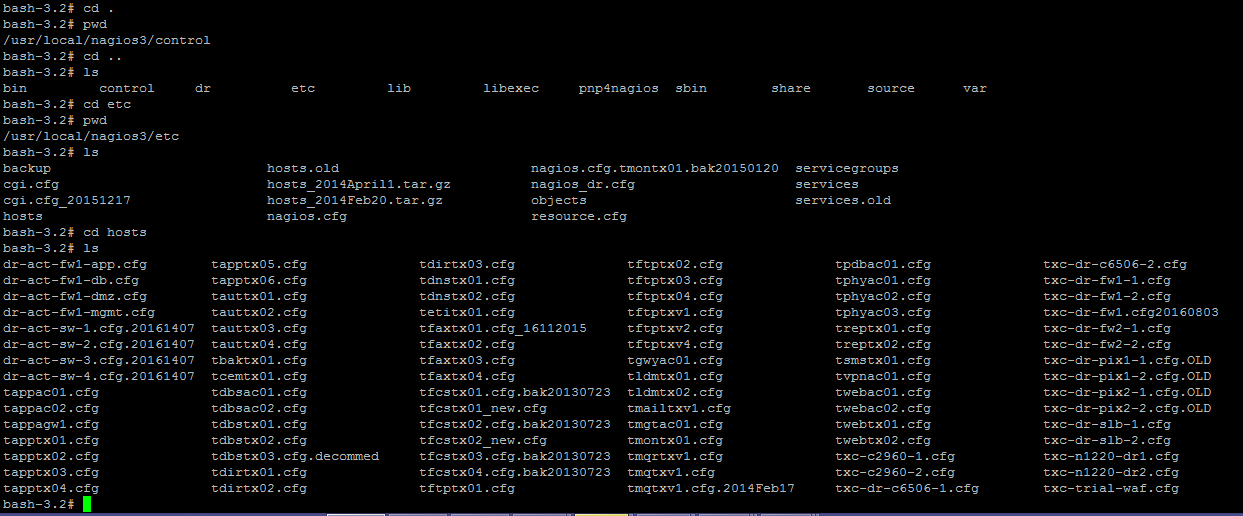 bash-3.2# cd .
bash-3.2# pwd
/usr/local/nagios3/control
bash-3.2# cd ..
bash-3.2# ls
bin control dr etc lib libexec pnp4nagios sbin share source var
bash-3.2# cd etc
bash-3.2# pwd
/usr/local/nagios3/etc
bash-3.2# ls
backup hosts.old nagios.cfg.tmontx01.bak20150120 servicegroups
cgi.cfg hosts_2014April1.tar.gz nagios_dr.cfg services
cgi.cfg_20151217 hosts_2014Feb20.tar.gz objects services.old
hosts nagios.cfg resource.cfg
bash-3.2# cd hosts
bash-3.2# ls
dr-act-fw1-app.cfg tapptx05.cfg tdirtx03.cfg tftptx02.cfg tpdbac01.cfg txc-dr-c6506-2.cfg
dr-act-fw1-db.cfg tapptx06.cfg tdnstx01.cfg tftptx03.cfg tphyac01.cfg txc-dr-fw1-1.cfg
dr-act-fw1-dmz.cfg tauttx01.cfg tdnstx02.cfg tftptx04.cfg tphyac02.cfg txc-dr-fw1-2.cfg
dr-act-fw1-mgmt.cfg tauttx02.cfg tetitx01.cfg tftptxv1.cfg tphyac03.cfg txc-dr-fw1.cfg20160803
dr-act-sw-1.cfg.20161407 tauttx03.cfg tfaxtx01.cfg_16112015 tftptxv2.cfg treptx01.cfg txc-dr-fw2-1.cfg
dr-act-sw-2.cfg.20161407 tauttx04.cfg tfaxtx02.cfg tftptxv4.cfg treptx02.cfg txc-dr-fw2-2.cfg
dr-act-sw-3.cfg.20161407 tbaktx01.cfg tfaxtx03.cfg tgwyac01.cfg tsmstx01.cfg txc-dr-pix1-1.cfg.OLD
dr-act-sw-4.cfg.20161407 tcemtx01.cfg tfaxtx04.cfg tldmtx01.cfg tvpnac01.cfg txc-dr-pix1-2.cfg.OLD
tappac01.cfg tdbsac01.cfg tfcstx01.cfg.bak20130723 tldmtx02.cfg twebac01.cfg txc-dr-pix2-1.cfg.OLD
tappac02.cfg tdbsac02.cfg tfcstx01_new.cfg tmailtxv1.cfg twebac02.cfg txc-dr-pix2-2.cfg.OLD
tappagw1.cfg tdbstx01.cfg tfcstx02.cfg.bak20130723 tmgtac01.cfg twebtx01.cfg txc-dr-slb-1.cfg
tapptx01.cfg tdbstx02.cfg tfcstx02_new.cfg tmontx01.cfg twebtx02.cfg txc-dr-slb-2.cfg
tapptx02.cfg tdbstx03.cfg.decommed tfcstx03.cfg.bak20130723 tmqrtxv1.cfg txc-c2960-1.cfg txc-n1220-dr1.cfg
tapptx03.cfg tdirtx01.cfg tfcstx04.cfg.bak20130723 tmqtxv1.cfg txc-c2960-2.cfg txc-n1220-dr2.cfg
tapptx04.cfg tdirtx02.cfg tftptx01.cfg tmqtxv1.cfg.2014Feb17 txc-dr-c6506-1.cfg txc-trial-waf.cfg
bash-3.2#